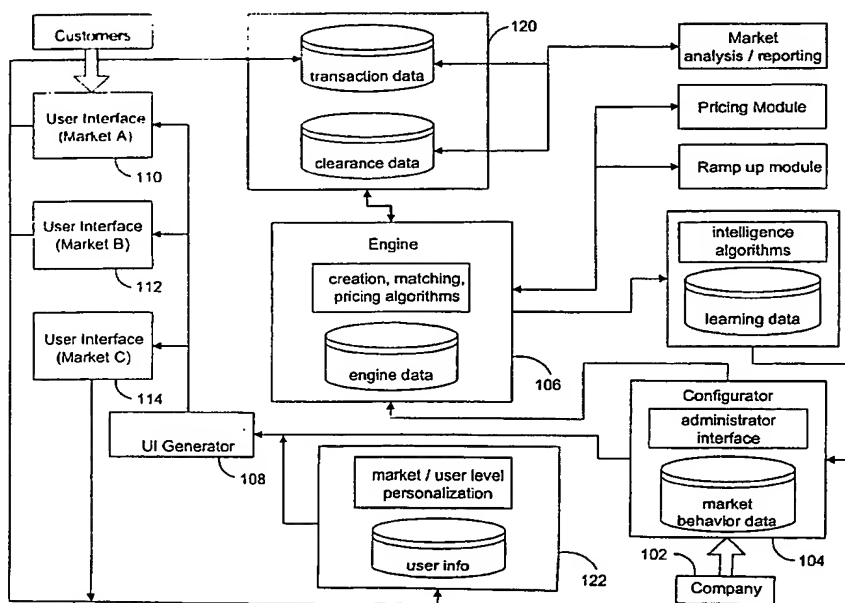 Customers
User Interface
(Market A)
110
User Interface
(Market B)
112
User Interface
(Market C)
114
UI Generator
108
120
transaction data
clearance data
Engine
creation, matching,
pricing algorithms
engine data
106
market / user level
personalization
user info
122
Market
analysis / reporting
Pricing Module
Ramp up module
intelligence
algorithms
learning data
Configurator
administrator
interface
market
behavior data
104
102
Company